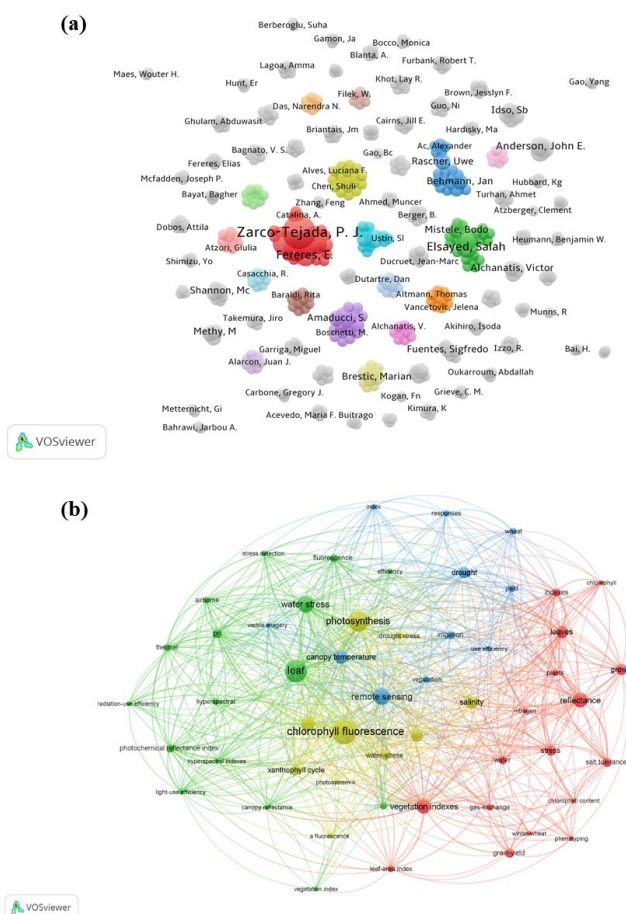 (a)
Berberoglu, Suha
Gamon, Ja
Bocco, Monica
Blanta, A.
Furbank, Robert T.
Lagoa, Amma
Maes, Wouter H.
Hunt, Er
Khot, Lay R.
Gao, Yang
Filek, W.
Brown, Jesslyn F.
Das, Narendra N.
Guo, Ni
Idso, Sb
Ghulam, Abduwasit
Cairns, Jill E.
Briantais, Jm
Hardisky, Ma
Bagnato, V. S.
Ac, Alexander
Anderson, John E.
Gao, Bc
Rascher, Uwe
Fereres, Elias
Alves, Luciana F.
Mcfadden, Joseph P.
Chen, Shuli
Behmann, Jan
Hubbard, Kg
Bayat, Bagher
Turhan, Ahmet
Zhang, Feng
Ahmed, Muncer
Atzberger, Clement
Catalina, A.
Berger, B.
Dobos, Attila
Zarco-Tejada, P. J.
Mistele, Bodo
Atzori, Giulia
Ustin, Sl
Elsayed, Salah
Heumann, Benjamin W.
Fereres, E.
Shimizu, Yo
Ducruet, Jean-Marc
Alchanatis, Victor
Casacchia, R.
Dutartre, Dan
Shannon, Mc
Baraldi, Rita
Altmann, Thomas
Vancetovic, Jelena
Munns, R
Takemura, Jiro
Amaducci, S.
Methy, M
Boschetti, M.
Alchanatis, V.
Akihiro, Isoda
Garriga, Miguel
Fuentes, Sigfredo
Izzo, R.
Bai, H.
Alarcon, Juan J.
Brestic, Marian
Oukarroum, Abdallah
Carbone, Gregory J.
Kogan, Fn
Grieve, C. M.
Metternicht, Gi
Acevedo, Maria F. Buitrago
Kimura, K
Bahrawi, Jarbou A.
VOSviewer
(b)
index
responses
wheat
stress detection
fluorescence
efficiency
drought
chlorophyll
yield
indexes
airborne
water stress
photosynthesis
visible imagery
pri
drought stress
irrigation
leaves
thermal
canopy temperature
use efficiency
leaf
vegetation
plants
grow
remote sensing
radiation-use efficiency
hyperspectral
salinity
reflectance
nitrogen
chlorophyll fluorescence
photochemical reflectance index
stress
water-stress
water
hyperspectral indexes
salt tolerance
xanthophyll cycle
photosystem-ii
light-use efficiency
chlorophyll content
canopy reflectance
vegetation indexes
gas-exchange
a fluorescence
winter-wheat
phenotyping
grain-yield
leaf-area index
vegetation index
VOSviewer